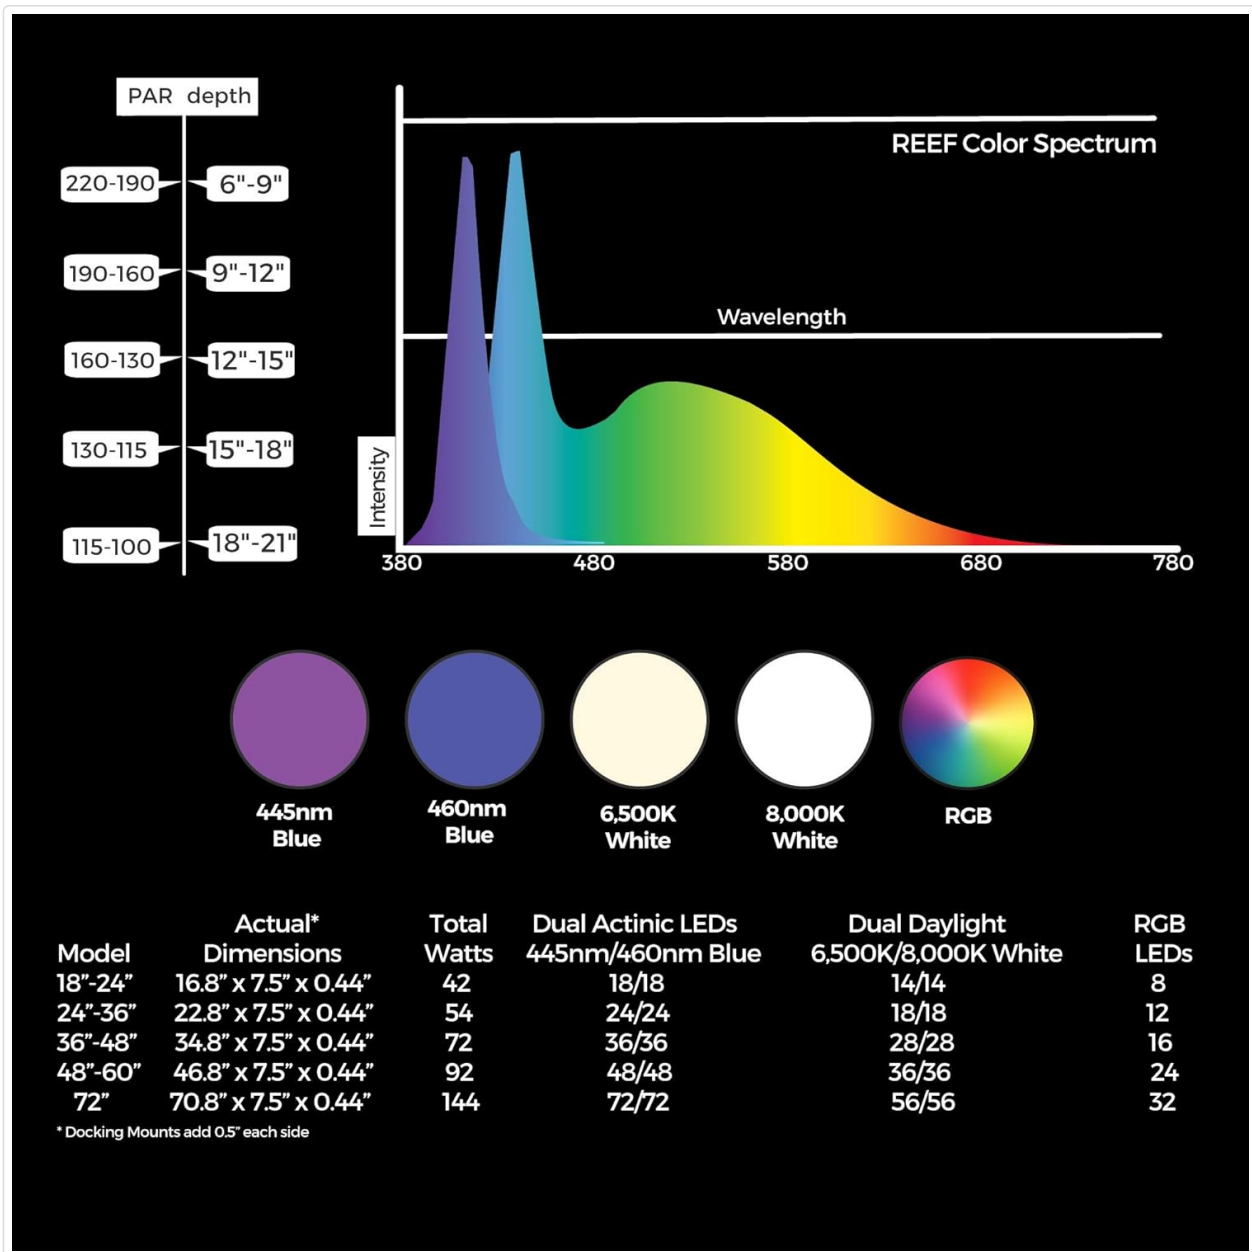 PAR depth
220-190 6"-9"
190-160 9"-12"
160-130 12"-15"
130-115 15"-18"
115-100 18"-21"
REEF Color Spectrum
Wavelength
Intensity
380 480 580 680 780
445nm
Blue
460nm
Blue
6,500K
White
8,000K
White
RGB
Actual* Total Dual Actinic LEDs Dual Daylight RGB
Model Dimensions Watts 445nm/460nm Blue 6,500K/8,000K White LEDs
18”-24” 16.8” x 7.5” x 0.44” 42 18/18 14/14 8
24”-36” 22.8” x 7.5” x 0.44” 54 24/24 18/18 12
36”-48” 34.8” x 7.5” x 0.44” 72 36/36 28/28 16
48”-60” 46.8” x 7.5” x 0.44” 92 48/48 36/36 24
72” 70.8” x 7.5” x 0.44” 144 72/72 56/56 32
* Docking Mounts add 0.5” each side